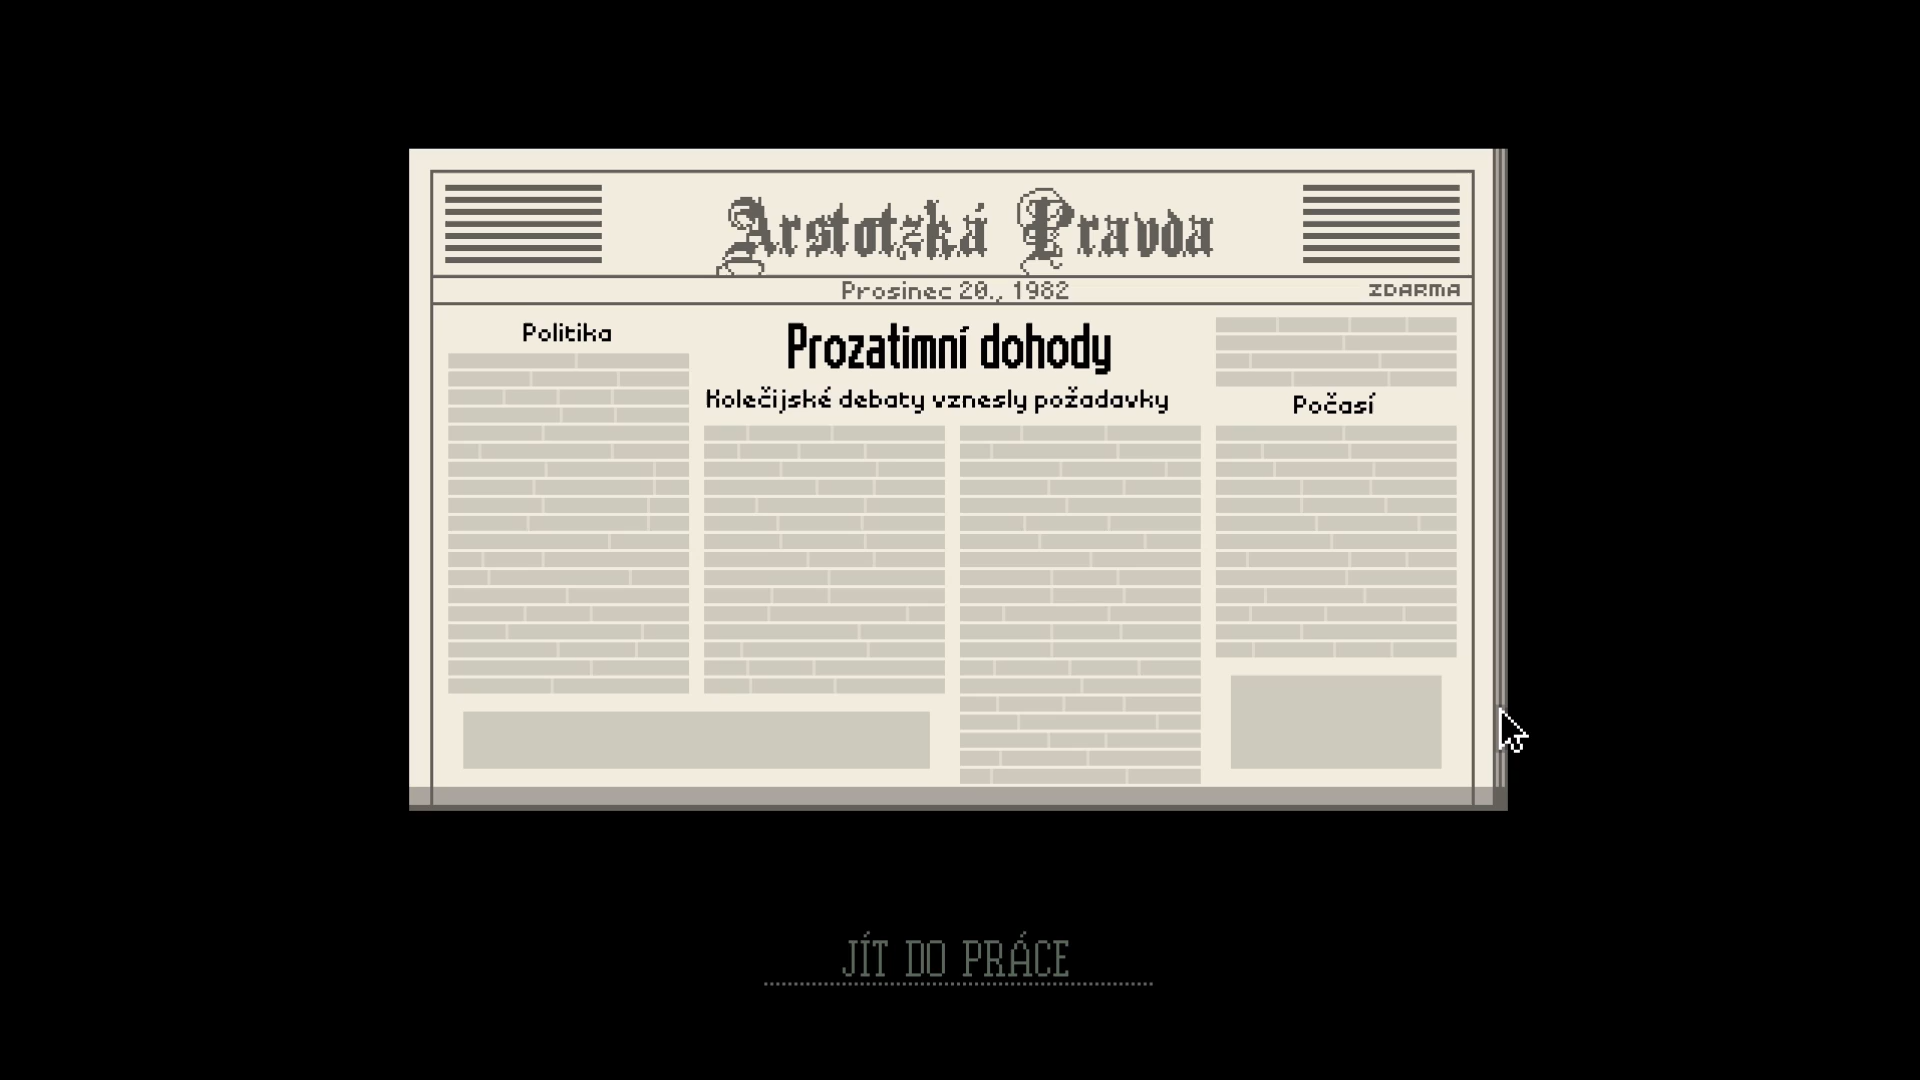 Arstotzká Pravda
Prosinec 20., 1982
ZDARMA
Politika
Prozatimní dohody
Kolečijské debaty vznesly požadavky
Počasí
JÍT DO PRÁCE